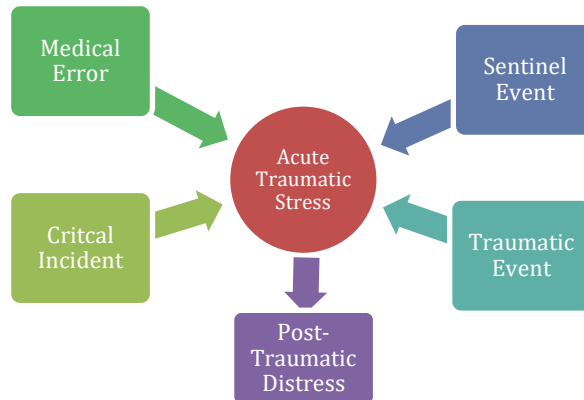 Medical
Error
Sentinel
Event
Acute
Traumatic
Stress
Critcal
Incident
Traumatic
Event
Post-
Traumatic
Distress